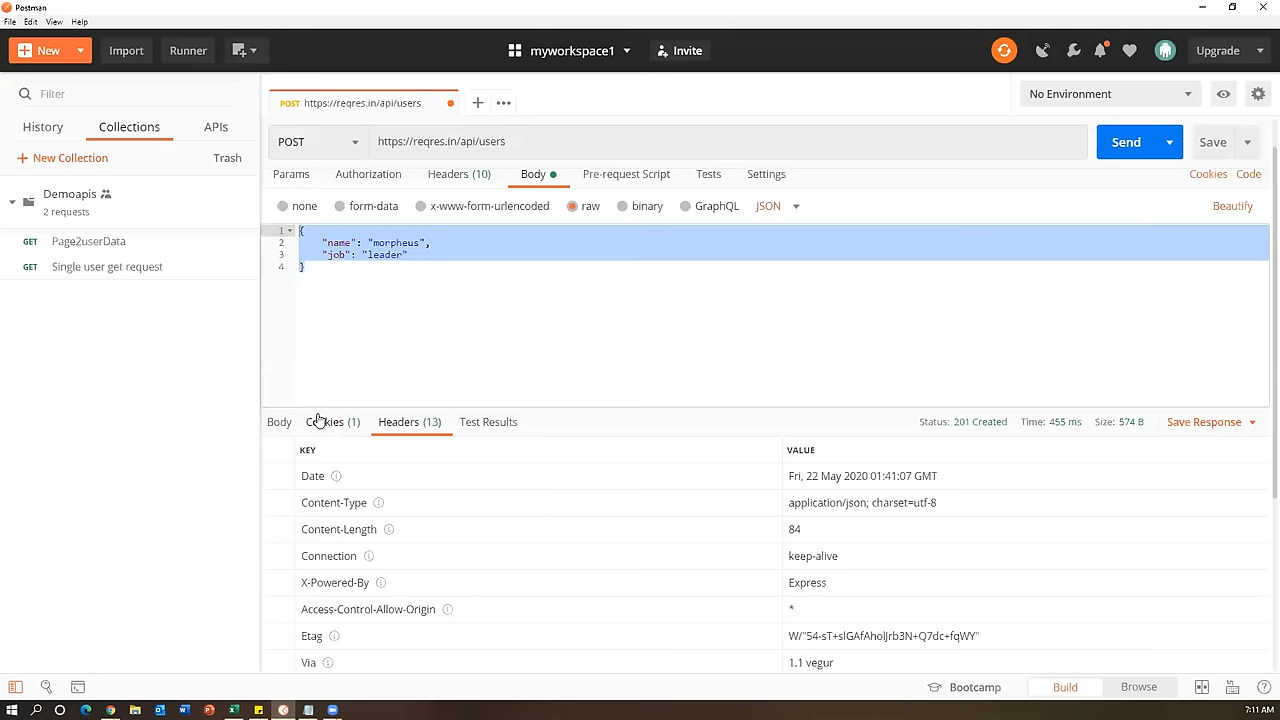 Postman
File Edit View Help
New Import Runner myworkspace1 Invite Upgrade
Filter
History Collections APIs
New Collection Trash
Demoapis
2 requests
GET Page2userData
GET Single user get request
POST https://reqres.in/api/users
No Environment
POST https://reqres.in/api/users Send Save
Params Authorization Headers (10) Body Pre-request Script Tests Settings Cookies Code
none form-data x-www-form-urlencoded raw binary GraphQL JSON Beautify
1 {
2 "name": "morpheus",
3 "job": "leader"
4 }
Body Cookies (1) Headers (13) Test Results Status: 201 Created Time: 455 ms Size: 574 B Save Response
KEY VALUE
Date Fri, 22 May 2020 01:41:07 GMT
Content-Type application/json; charset=utf-8
Content-Length 84
Connection keep-alive
X-Powered-By Express
Access-Control-Allow-Origin *
Etag
Via 1.1 vegur
Bootcamp Build Browse
7:11 AM